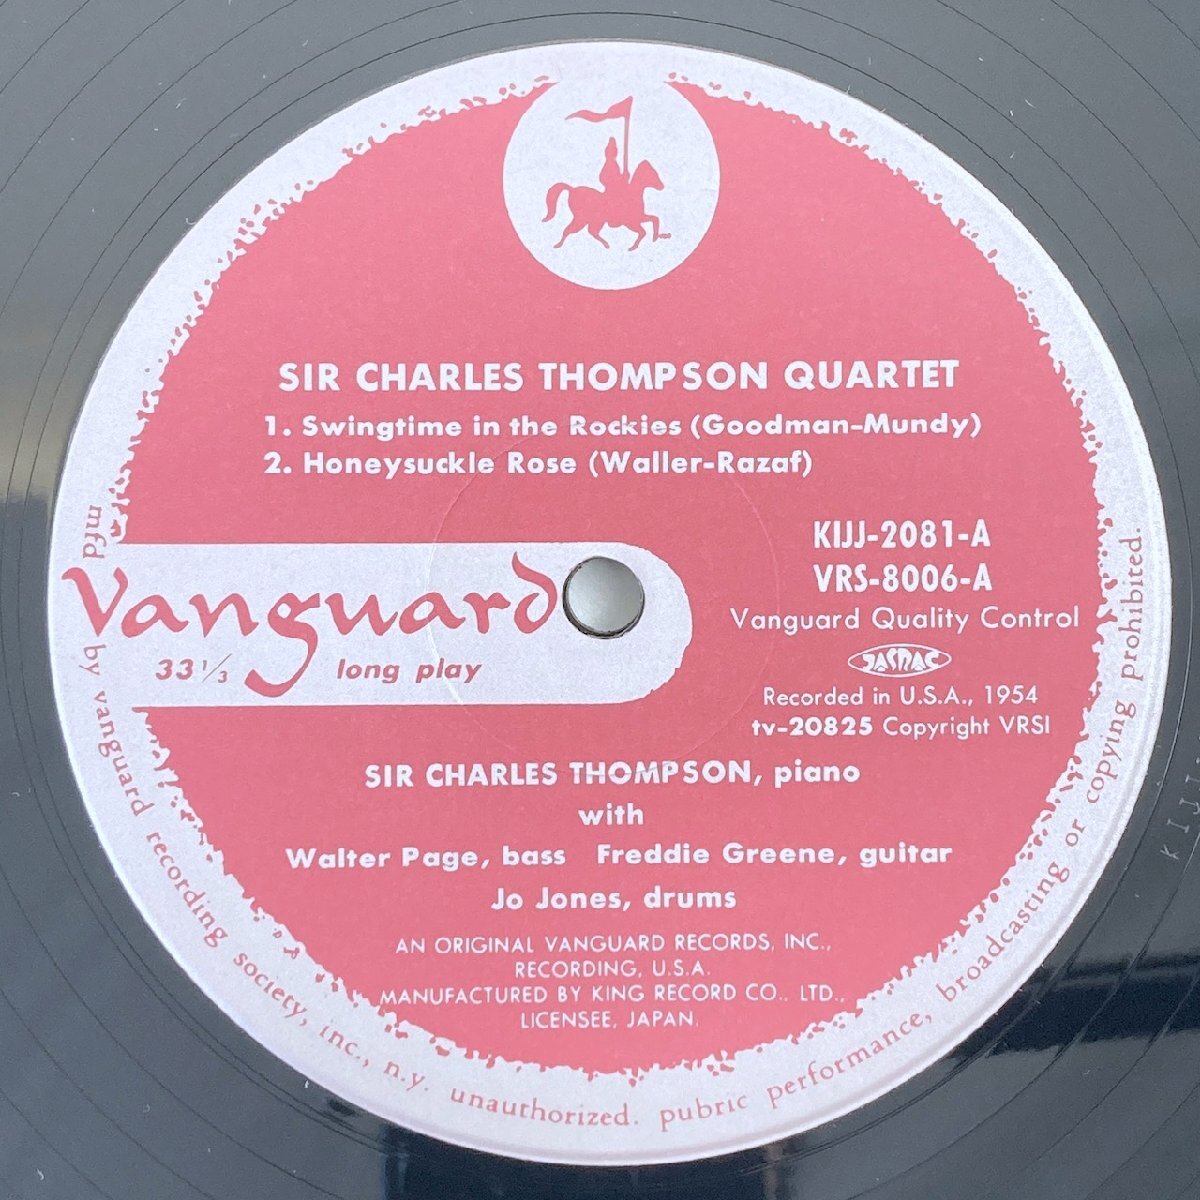 SIR CHARLES THOMPSON QUARTET
1. Swingtime in the Rockies (Goodman-Mundy)
2. Honeysuckle Rose (Waller-Razaf)
KIJJ-2081-A
VRS-8006-A
Vanguard Quality Control
JASRAC
Recorded in U.S.A., 1954
tv-20825 Copyright VRSI
Vanguard
33 1/3 long play
SIR CHARLES THOMPSON, piano
with
Walter Page, bass Freddie Greene, guitar
Jo Jones, drums
AN ORIGINAL VANGUARD RECORDS, INC.,
RECORDING, U.S.A.
MANUFACTURED BY KING RECORD CO., LTD.,
LICENSEE, JAPAN.
mfd by vanguard recording society, inc., n.y. unauthorized. pubric performance, broadcasting or copying prohibited.
KIJJ